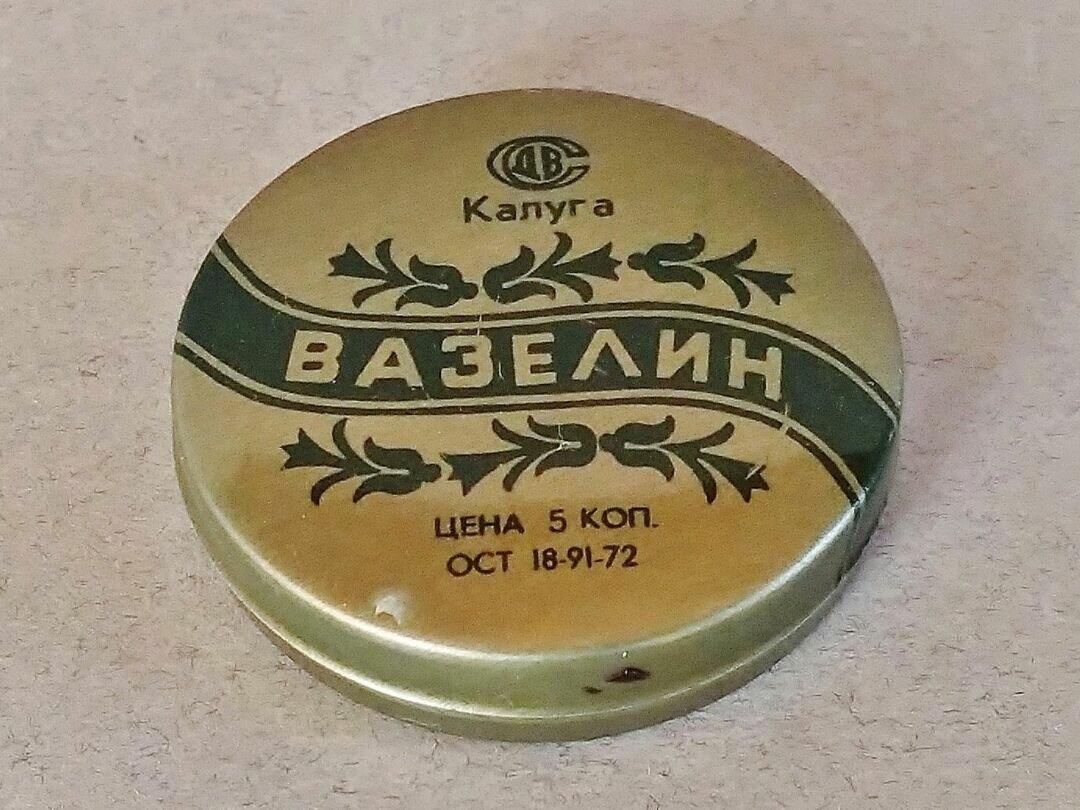 Калуга
ВАЗЕЛИН
ЦЕНА 5 КОП.
ОСТ 18-91-72